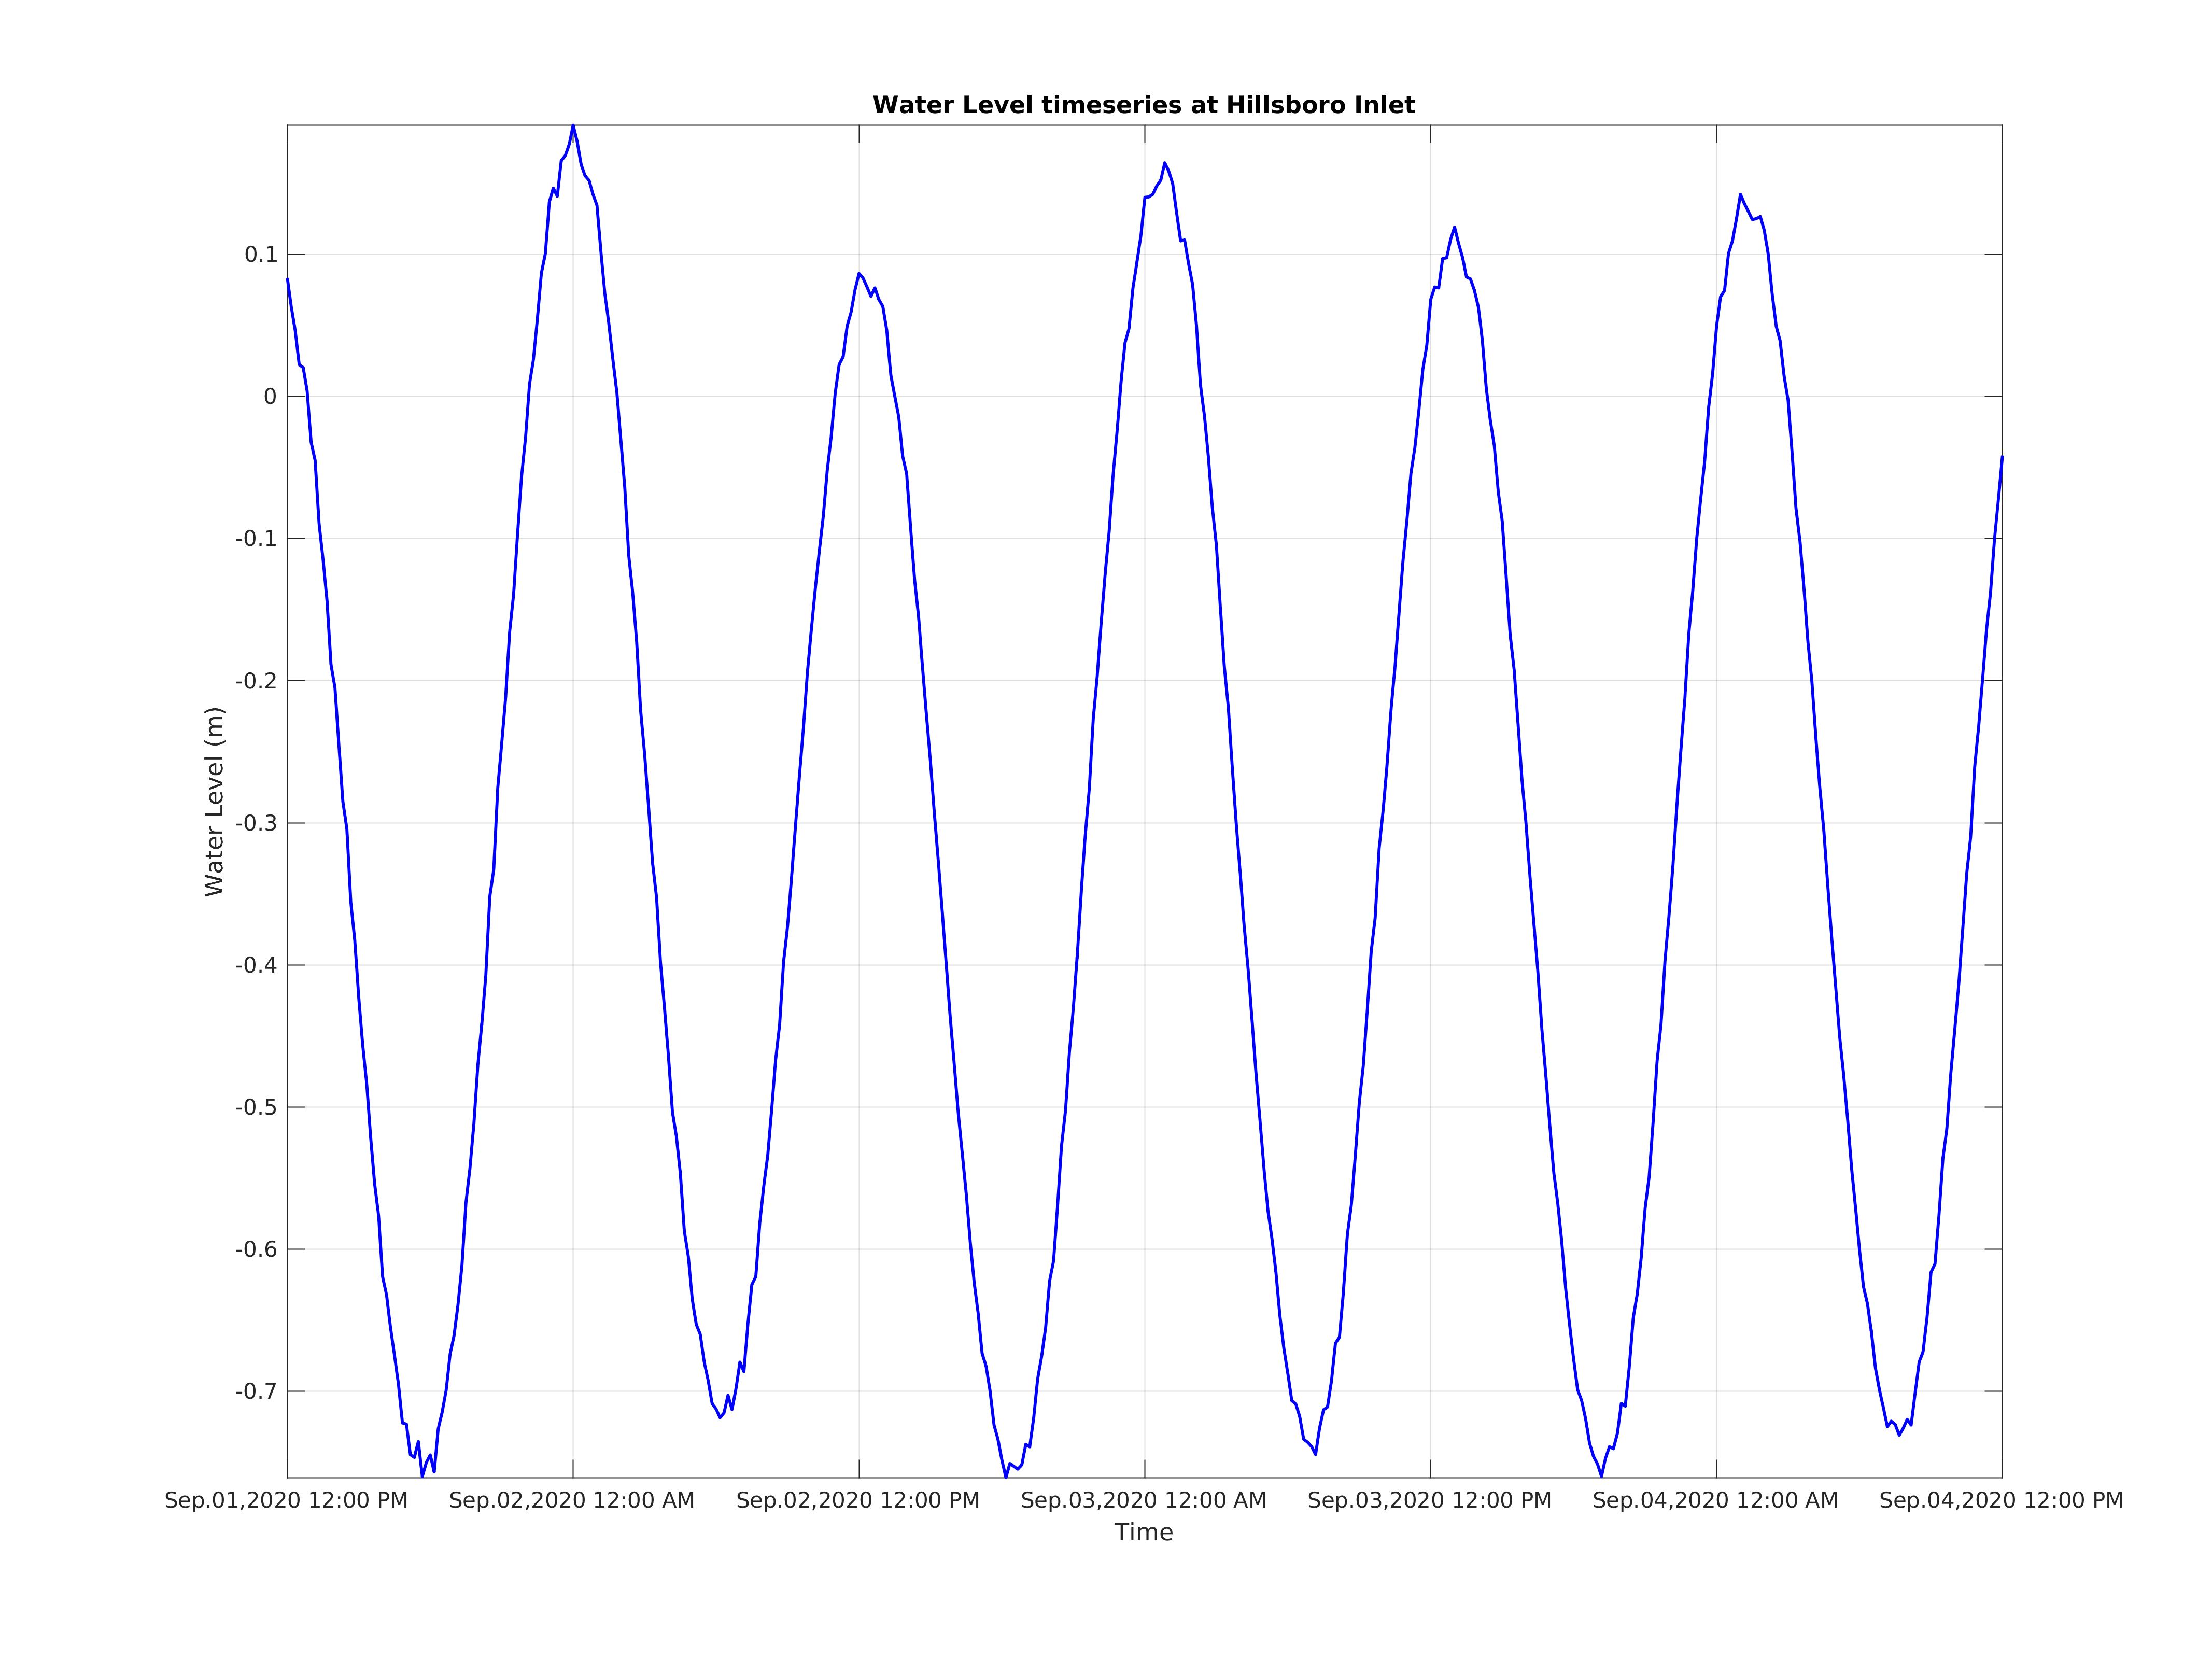 Water Level timeseries at Hillsboro Inlet
0.1
0
-0.1
-0.2
-0.3
-0.4
-0.5
-0.6
-0.7
Water Level (m)
Sep.01,2020 12:00 PM
Sep.02,2020 12:00 AM
Sep.02,2020 12:00 PM
Sep.03,2020 12:00 AM
Sep.03,2020 12:00 PM
Sep.04,2020 12:00 AM
Sep.04,2020 12:00 PM
Time